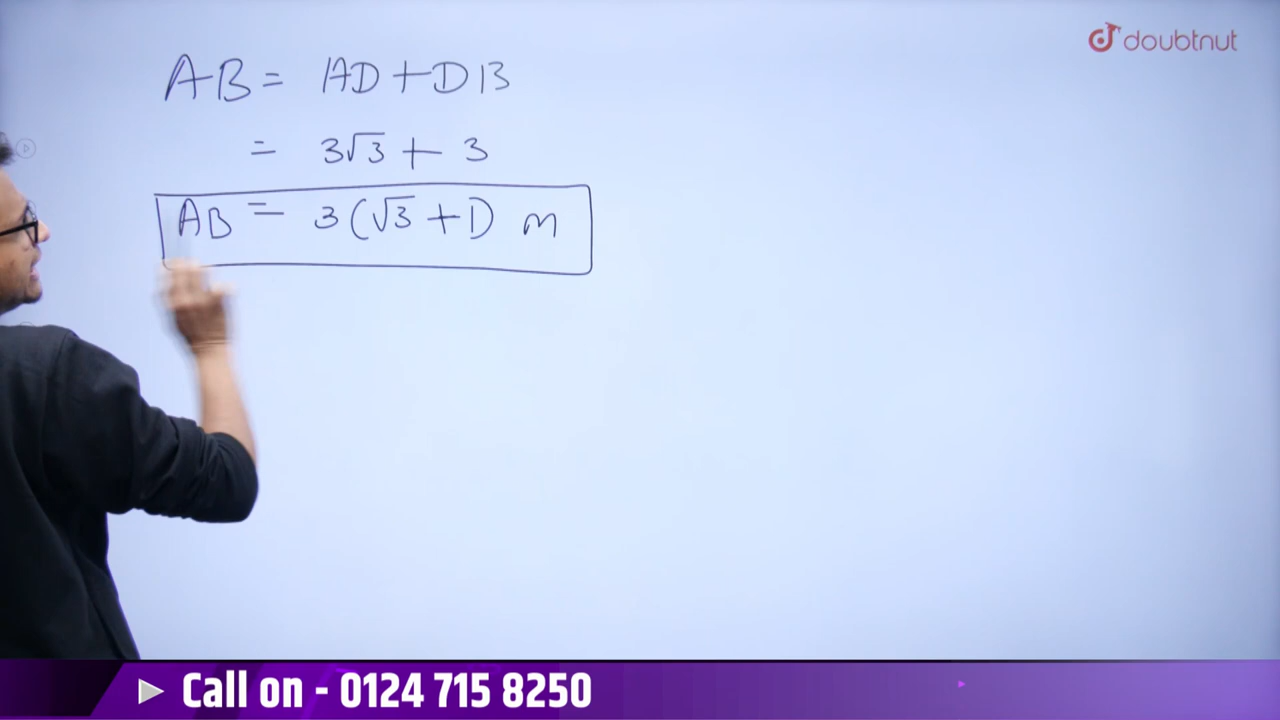 doubtnut
AB = AD + DB
= 3√3 + 3
AB = 3(√3 + 1) m
Call on - 0124 715 8250